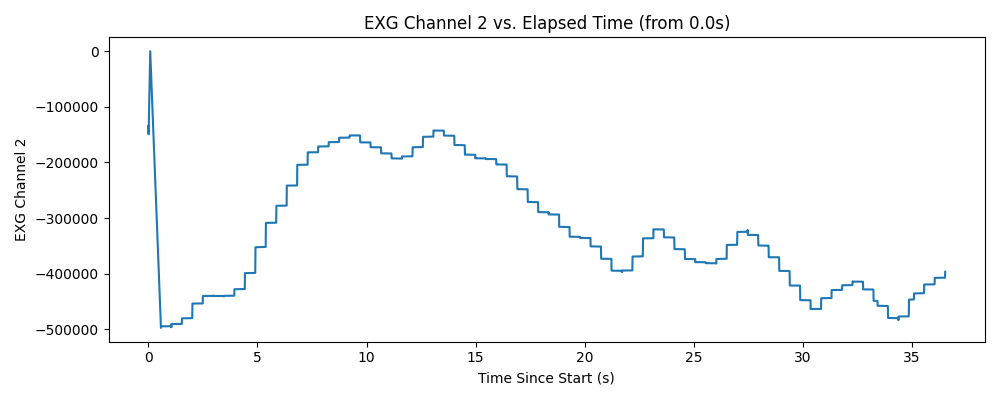 EXG Channel 2 vs. Elapsed Time (from 0.0s)
EXG Channel 2
0
−100000
−200000
−300000
−400000
−500000
0 5 10 15 20 25 30 35
Time Since Start (s)